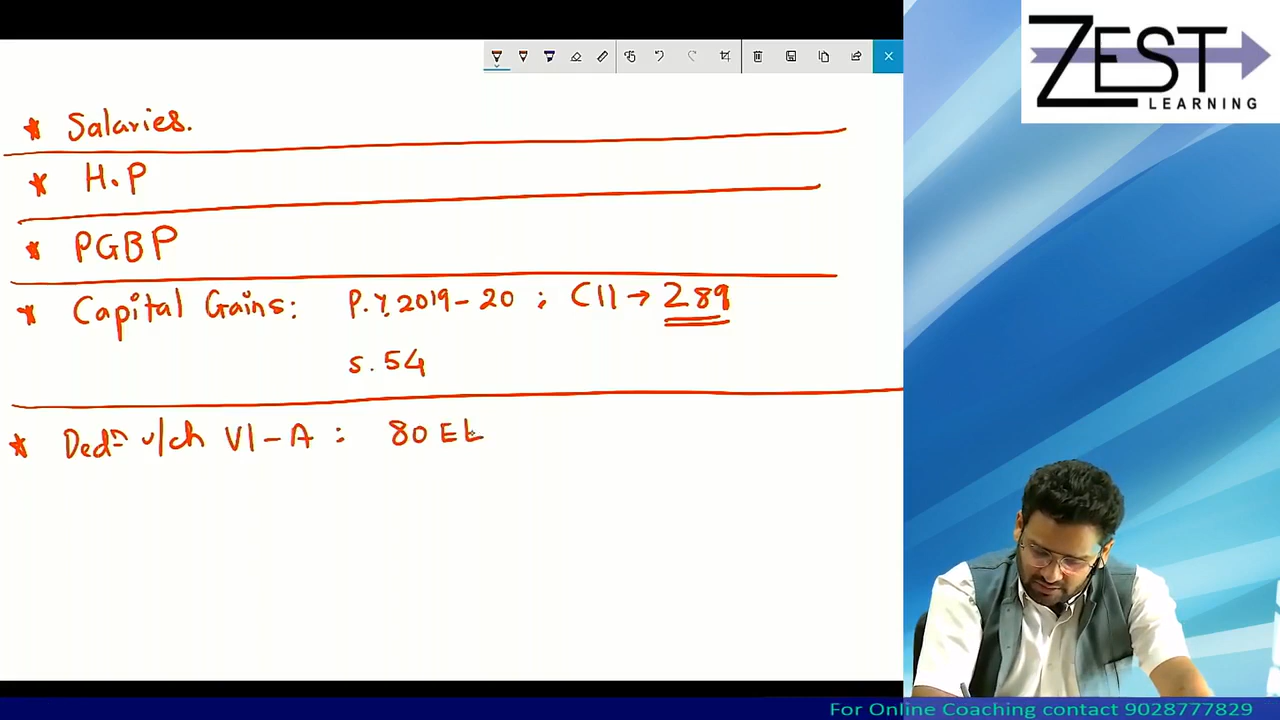 ZEST
LEARNING
★ Salaries.
★ H.P
★ PGBP
★ Capital Gains: P.Y. 2019-20 ; CII → 289
S. 54
★ Dedⁿ u/ch VI-A : 80 EE
For Online Coaching contact 9028777829